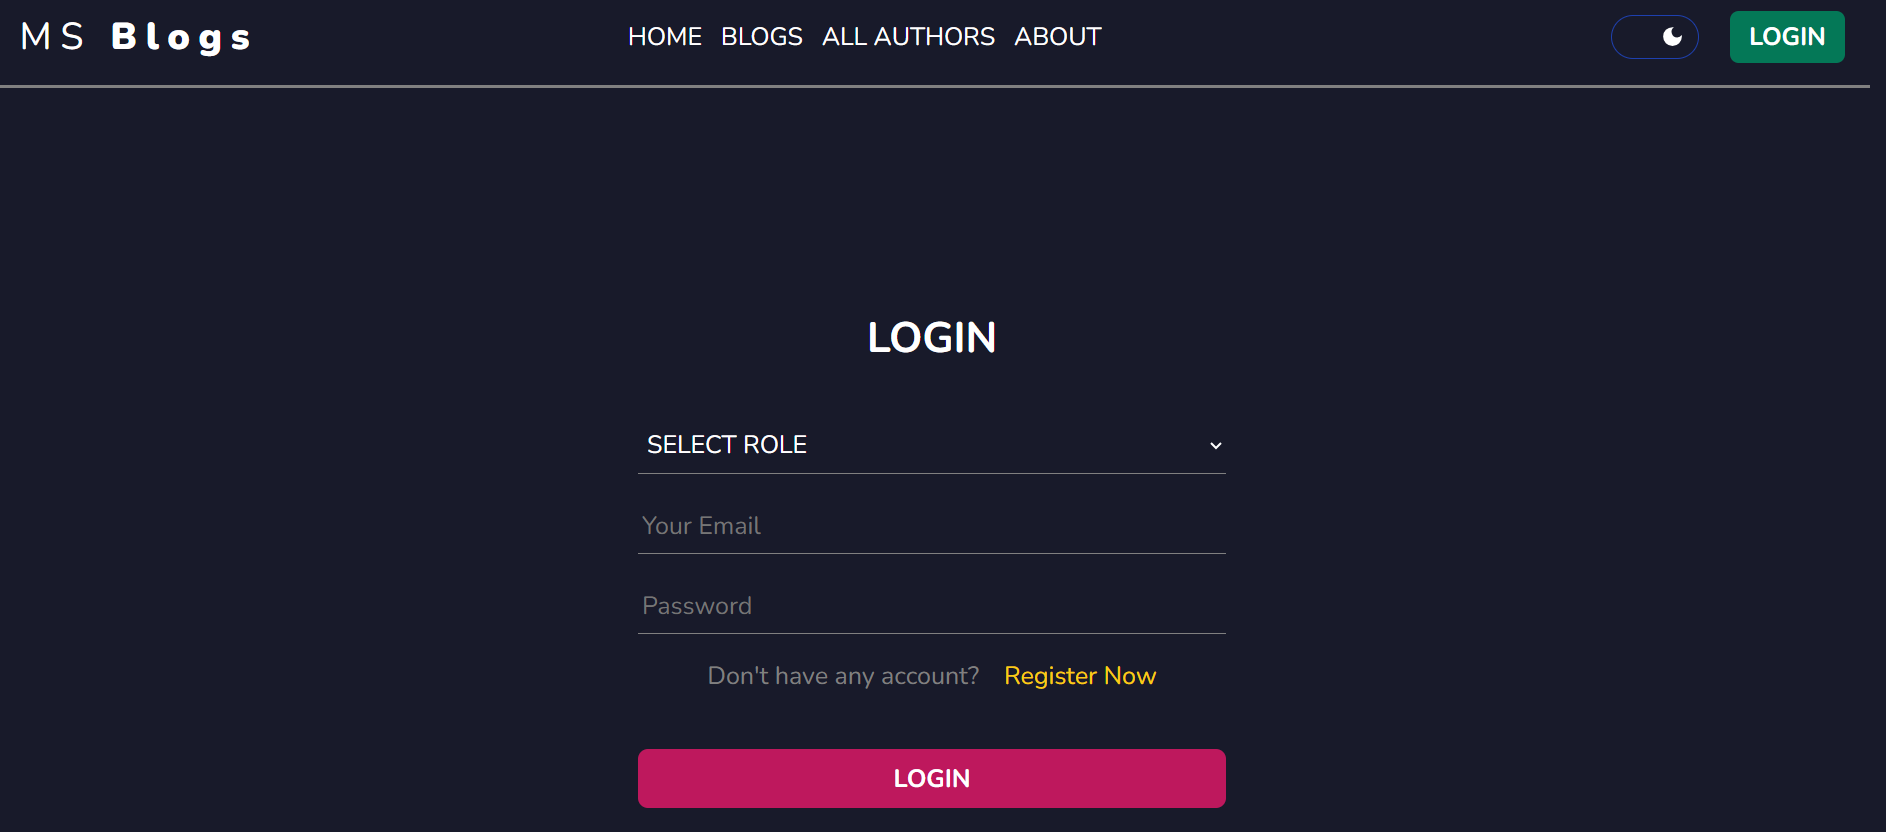 MS Blogs HOME BLOGS ALL AUTHORS ABOUT LOGIN
LOGIN
SELECT ROLE
Your Email
Password
Don't have any account? Register Now
LOGIN